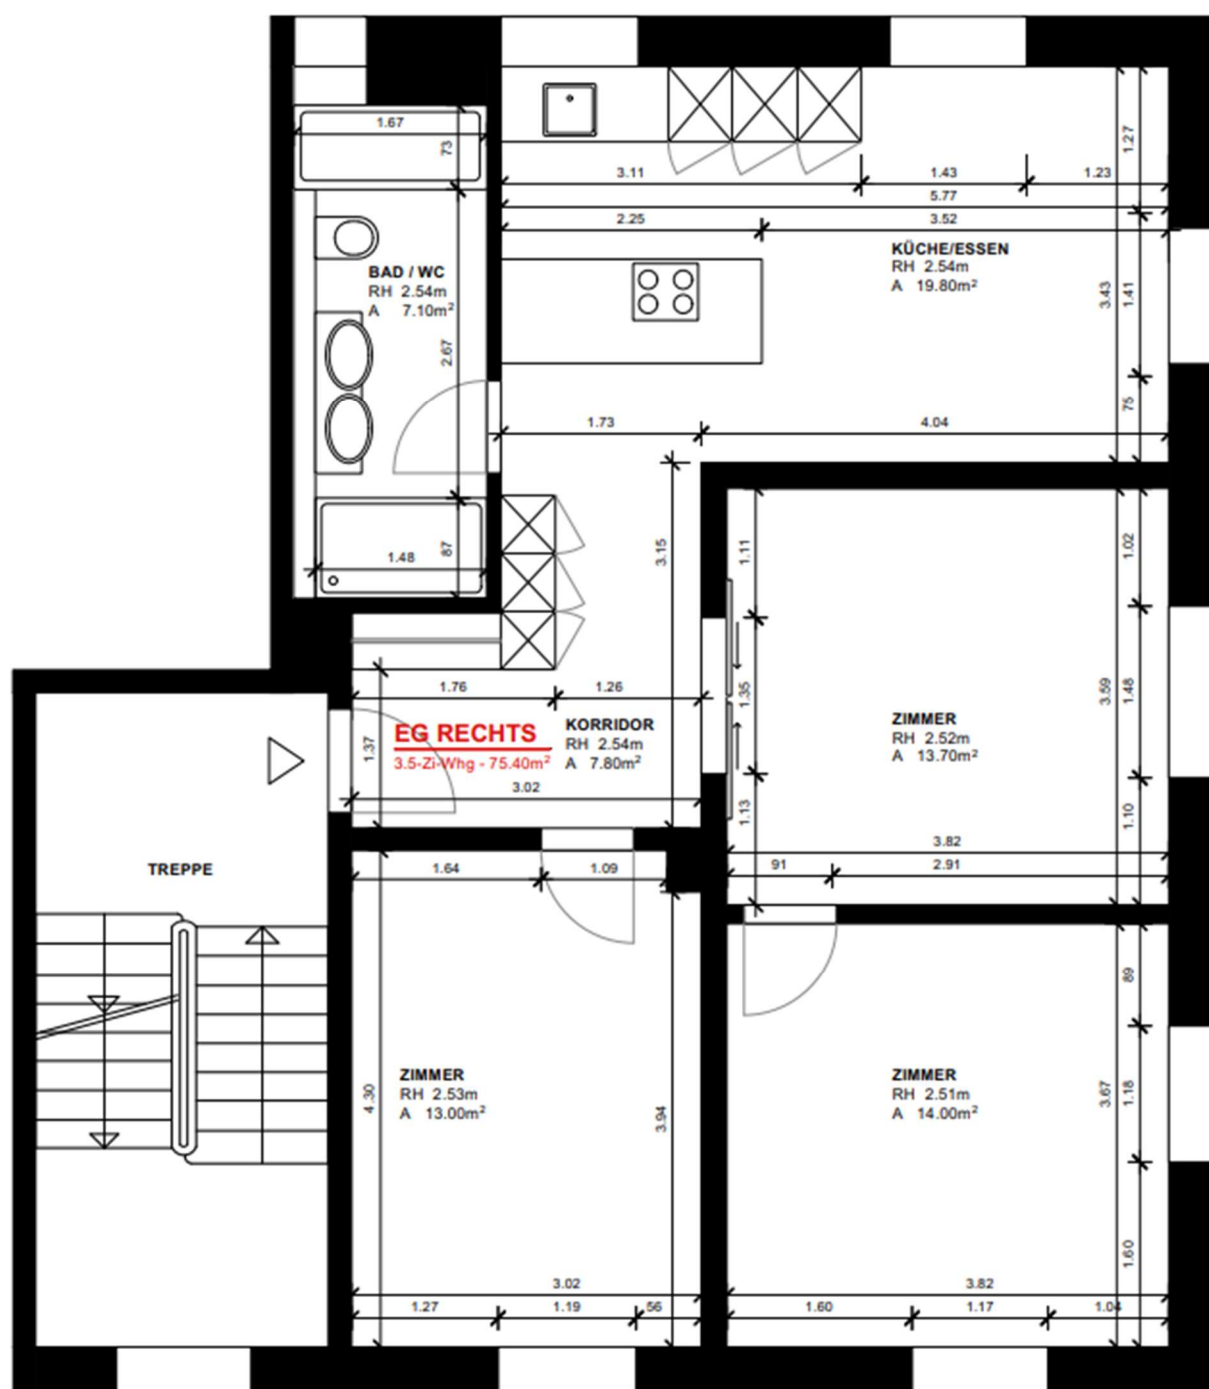 1.67
73
3.11
1.43
1.23
1.27
5.77
2.25
3.52
BAD / WC
RH 2.54m
A 7.10m²
KÜCHE/ESSEN
RH 2.54m
A 19.80m²
3.43
1.41
2.67
75
1.73
4.04
1.48
87
3.15
1.11
1.02
1.76
1.26
1.35
3.59
1.48
EG RECHTS
3.5-Zi-Whg - 75.40m²
KORRIDOR
RH 2.54m
A 7.80m²
1.37
3.02
ZIMMER
RH 2.52m
A 13.70m²
1.13
1.10
3.82
91
2.91
TREPPE
1.64
1.09
89
ZIMMER
RH 2.53m
A 13.00m²
4.30
3.94
ZIMMER
RH 2.51m
A 14.00m²
3.67
1.18
1.60
3.02
1.27
1.19
56
3.82
1.60
1.17
1.04